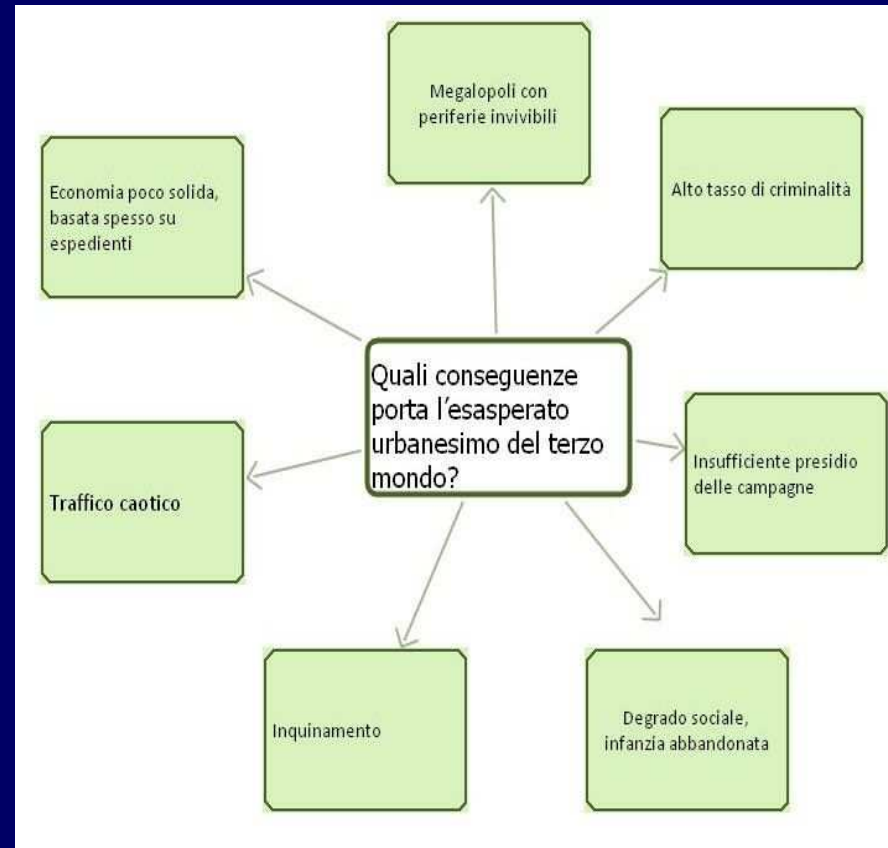 Megalopoli con
periferie invivibili
Economia poco solida,
basata spesso su
espedienti
Alto tasso di criminalità
Quali conseguenze
porta l'esasperato
urbanesimo del terzo
mondo?
Traffico caotico
Insufficiente presidio
delle campagne
Inquinamento
Degrado sociale,
infanzia abbandonata